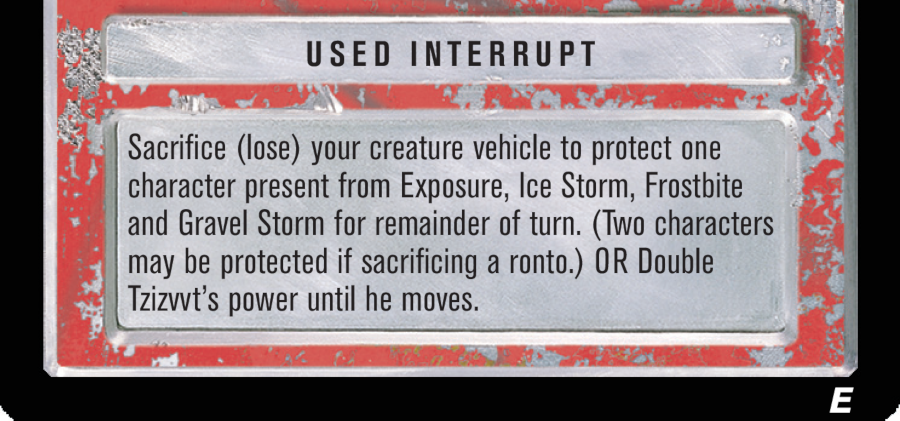 USED INTERRUPT
Sacrifice (lose) your creature vehicle to protect one
character present from Exposure, Ice Storm, Frostbite
and Gravel Storm for remainder of turn. (Two characters
may be protected if sacrificing a ronto.) OR Double
Tzizvvt's power until he moves.
E